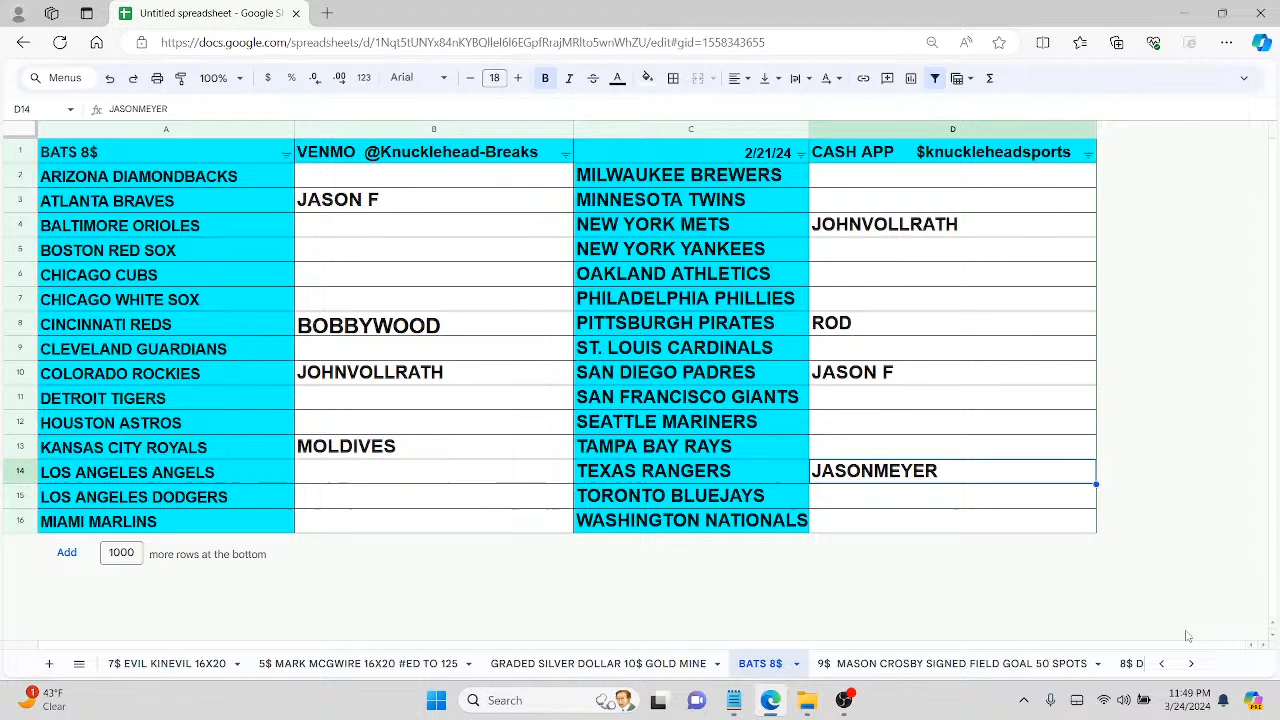 Untitled spreadsheet - Google Sl
https://docs.google.com/spreadsheets/d/1Nqt5tUNYx84nKYBQIlel6l6EGpfRrajMRlto5wnWhZU/edit#gid=1558343655
Menus 100% $ % .0 .00 123 Arial 18 B I S A
D14 fx JASONMEYER
A B C D
1 BATS 8$ VENMO @Knucklehead-Breaks 2/21/24 CASH APP $knuckleheadsports
2 ARIZONA DIAMONDBACKS MILWAUKEE BREWERS
3 ATLANTA BRAVES JASON F MINNESOTA TWINS
4 BALTIMORE ORIOLES NEW YORK METS JOHNVOLLRATH
5 BOSTON RED SOX NEW YORK YANKEES
6 CHICAGO CUBS OAKLAND ATHLETICS
7 CHICAGO WHITE SOX PHILADELPHIA PHILLIES
8 CINCINNATI REDS BOBBYWOOD PITTSBURGH PIRATES ROD
9 CLEVELAND GUARDIANS ST. LOUIS CARDINALS
10 COLORADO ROCKIES JOHNVOLLRATH SAN DIEGO PADRES JASON F
11 DETROIT TIGERS SAN FRANCISCO GIANTS
12 HOUSTON ASTROS SEATTLE MARINERS
13 KANSAS CITY ROYALS MOLDIVES TAMPA BAY RAYS
14 LOS ANGELES ANGELS TEXAS RANGERS JASONMEYER
15 LOS ANGELES DODGERS TORONTO BLUEJAYS
16 MIAMI MARLINS WASHINGTON NATIONALS
Add 1000 more rows at the bottom
7$ EVIL KINEVIL 16X20 5$ MARK MCGWIRE 16X20 #ED TO 125 GRADED SILVER DOLLAR 10$ GOLD MINE BATS 8$ 9$ MASON CROSBY SIGNED FIELD GOAL 50 SPOTS 8$ D
1 43°F Search 11:49 PM
Clear 3/24/2024